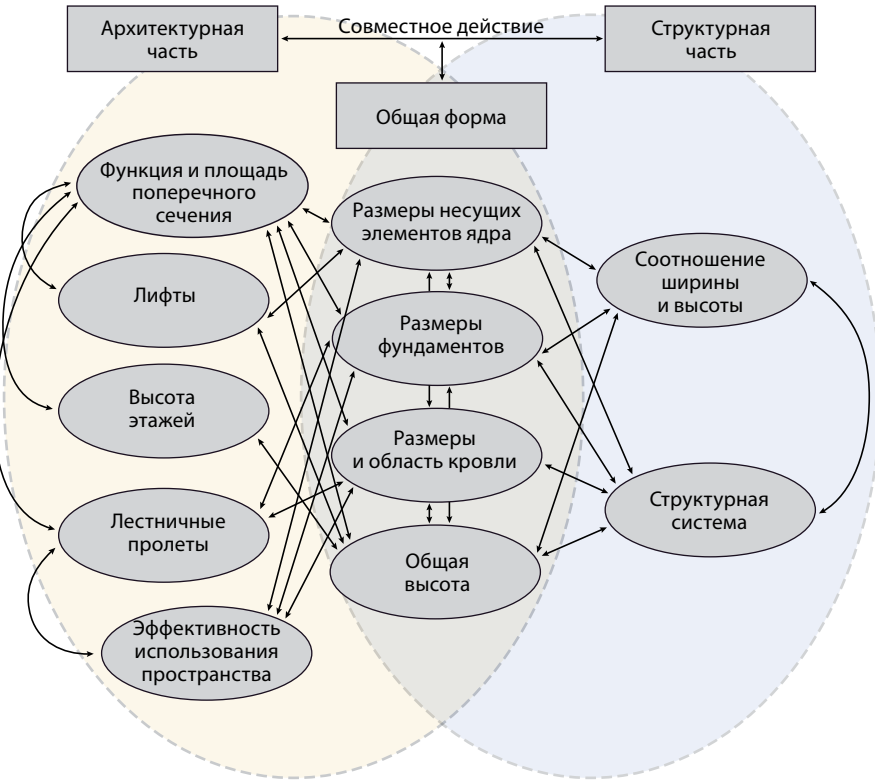 Архитектурная
часть
Совместное действие
Структурная
часть
Общая форма
Функция и площадь
поперечного
сечения
Лифты
Высота
этажей
Лестничные
пролеты
Эффективность
использования
пространства
Размеры несущих
элементов ядра
Размеры
фундаментов
Размеры
и область кровли
Общая
высота
Соотношение
ширины
и высоты
Структурная
система